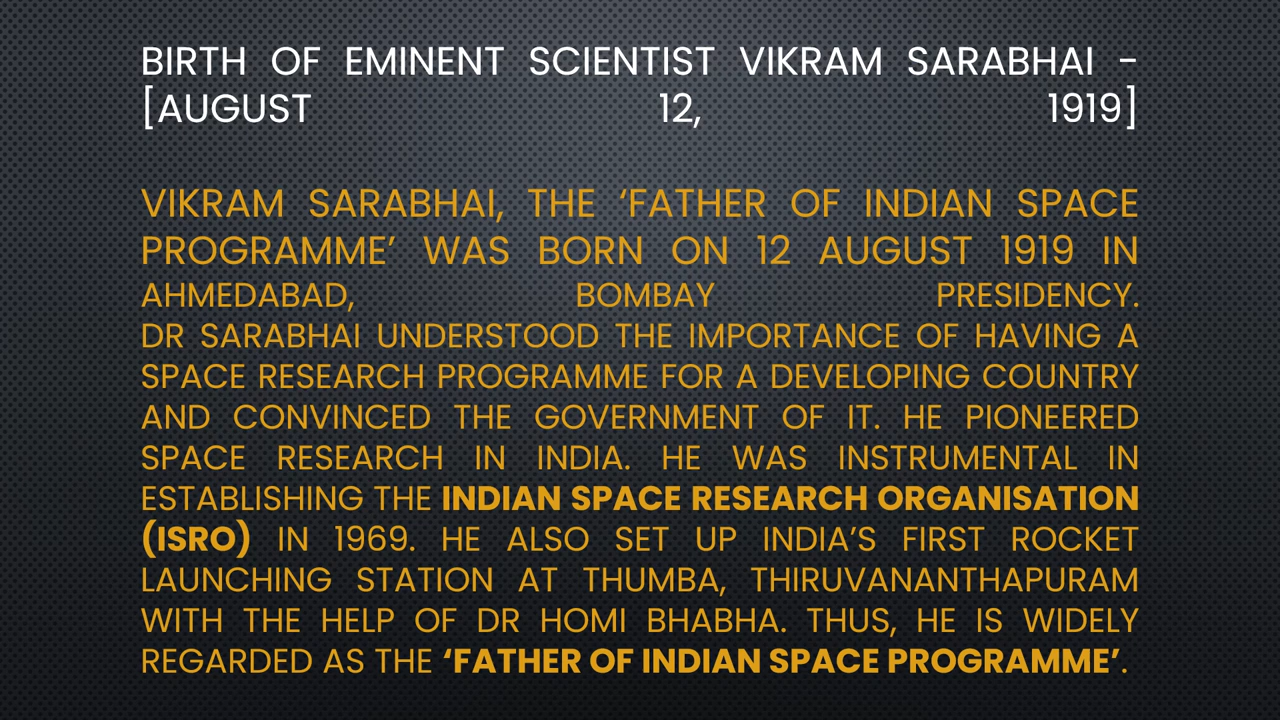 BIRTH OF EMINENT SCIENTIST VIKRAM SARABHAI -
[AUGUST 12, 1919]
VIKRAM SARABHAI, THE ‘FATHER OF INDIAN SPACE
PROGRAMME’ WAS BORN ON 12 AUGUST 1919 IN
AHMEDABAD, BOMBAY PRESIDENCY.
DR SARABHAI UNDERSTOOD THE IMPORTANCE OF HAVING A
SPACE RESEARCH PROGRAMME FOR A DEVELOPING COUNTRY
AND CONVINCED THE GOVERNMENT OF IT. HE PIONEERED
SPACE RESEARCH IN INDIA. HE WAS INSTRUMENTAL IN
ESTABLISHING THE INDIAN SPACE RESEARCH ORGANISATION
(ISRO) IN 1969. HE ALSO SET UP INDIA’S FIRST ROCKET
LAUNCHING STATION AT THUMBA, THIRUVANANTHAPURAM
WITH THE HELP OF DR HOMI BHABHA. THUS, HE IS WIDELY
REGARDED AS THE ‘FATHER OF INDIAN SPACE PROGRAMME’.